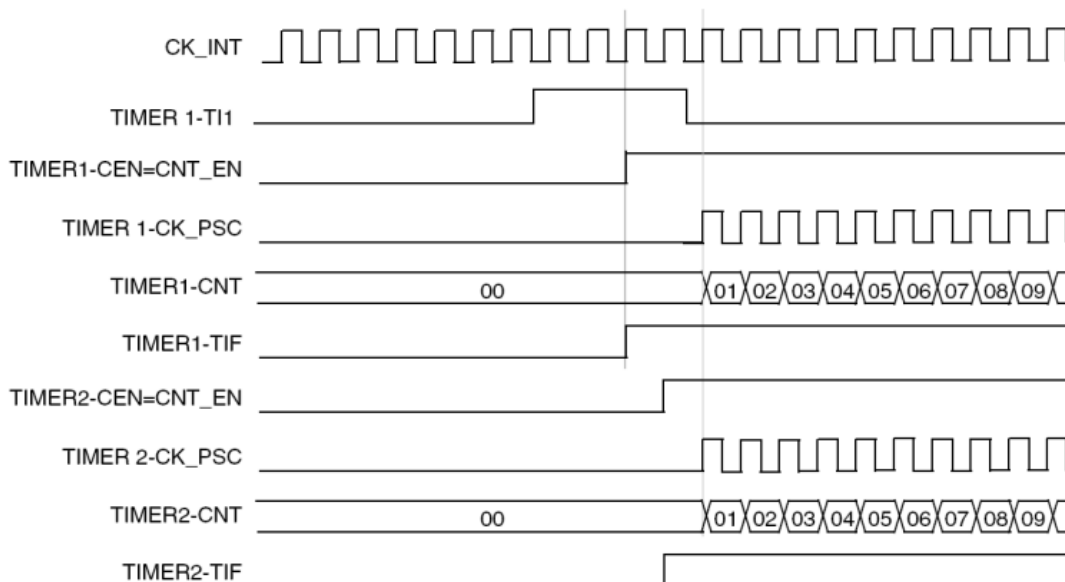 CK_INT
TIMER 1-TI1
TIMER1-CEN=CNT_EN
TIMER 1-CK_PSC
TIMER1-CNT 00 01 02 03 04 05 06 07 08 09
TIMER1-TIF
TIMER2-CEN=CNT_EN
TIMER 2-CK_PSC
TIMER2-CNT 00 01 02 03 04 05 06 07 08 09
TIMER2-TIF